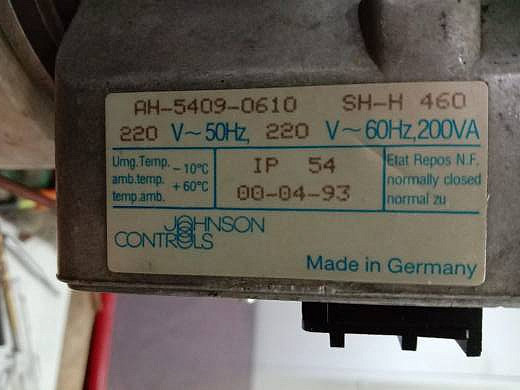 AH-5409-0610 SH-H 460
220 V~50Hz, 220 V~60Hz,200VA
Umg.Temp. -10°C
amb.temp. +60°C
temp.amb.
IP 54
00-04-93
Etat Repos N.F.
normally closed
normal zu
JOHNSON
CONTROLS
Made in Germany